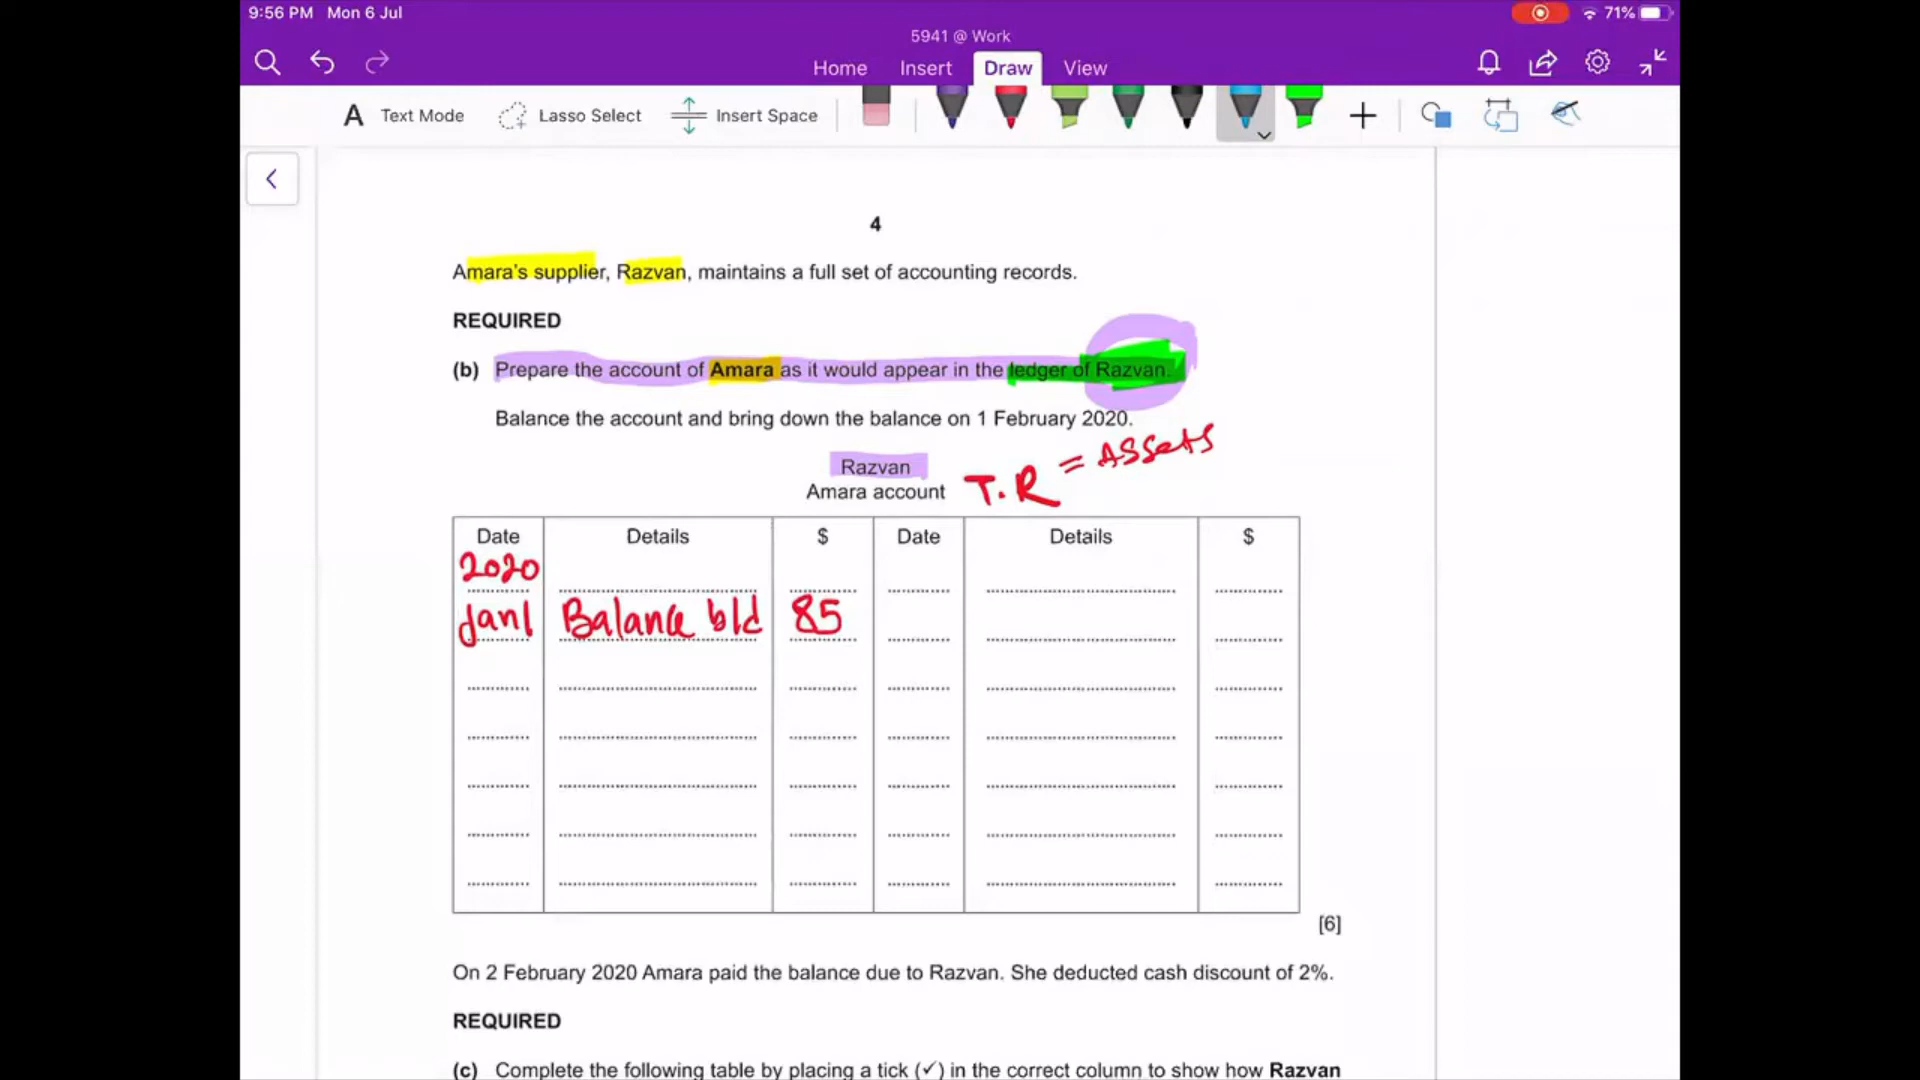 9:56 PM Mon 6 Jul
71%
5941 @ Work
Home Insert Draw View
A Text Mode Lasso Select Insert Space
4
Amara's supplier, Razvan, maintains a full set of accounting records.
REQUIRED
(b) Prepare the account of Amara as it would appear in the ledger of Razvan.
Balance the account and bring down the balance on 1 February 2020.
Razvan
Amara account T.R = Assets
Date Details $ Date Details $
2020
Jan1 Balance b/d 85
[6]
On 2 February 2020 Amara paid the balance due to Razvan. She deducted cash discount of 2%.
REQUIRED
(c) Complete the following table by placing a tick (✓) in the correct column to show how Razvan